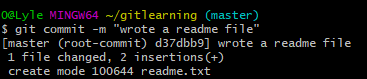 O@Lyle MINGW64 ~/gitlearning (master)
$ git commit -m "wrote a readme file"
[master (root-commit) d37dbb9] wrote a readme file
 1 file changed, 2 insertions(+)
 create mode 100644 readme.txt